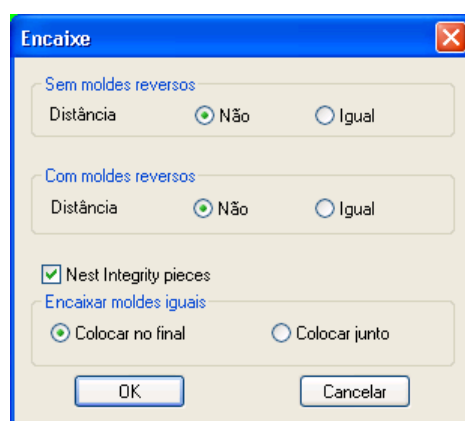 Encaixe
Sem moldes reversos
Distância Não Igual
Com moldes reversos
Distância Não Igual
Nest Integrity pieces
Encaixar moldes iguais
Colocar no final Colocar junto
OK Cancelar